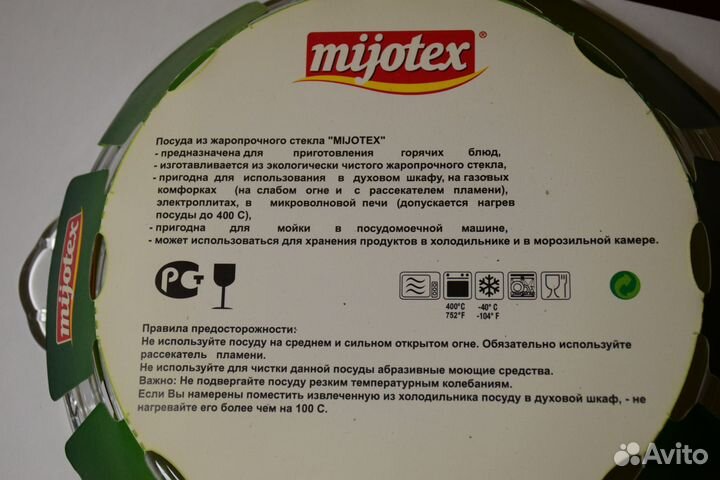 mijotex®
Посуда из жаропрочного стекла "MIJOTEX"
- предназначена для приготовления горячих блюд,
- изготавливается из экологически чистого жаропрочного стекла,
- пригодна для использования в духовом шкафу, на газовых
комфорках (на слабом огне и с рассекателем пламени),
электроплитах, в микроволновой печи (допускается нагрев
посуды до 400 С),
- пригодна для мойки в посудомоечной машине,
- может использоваться для хранения продуктов в холодильнике и в морозильной камере.
mijotex
РСТ
400°C -40° C
752°F -104° F
Правила предосторожности:
Не используйте посуду на среднем и сильном открытом огне. Обязательно используйте
рассекатель пламени.
Не используйте для чистки данной посуды абразивные моющие средства.
Важно: Не подвергайте посуду резким температурным колебаниям.
Если Вы намерены поместить извлеченную из холодильника посуду в духовой шкаф, - не
нагревайте его более чем на 100 С.
Avito